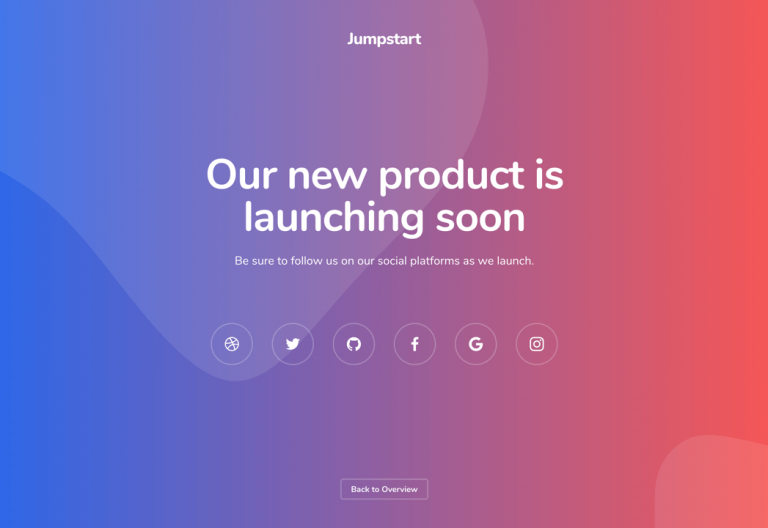 Jumpstart
Our new product is
launching soon
Be sure to follow us on our social platforms as we launch.
Back to Overview